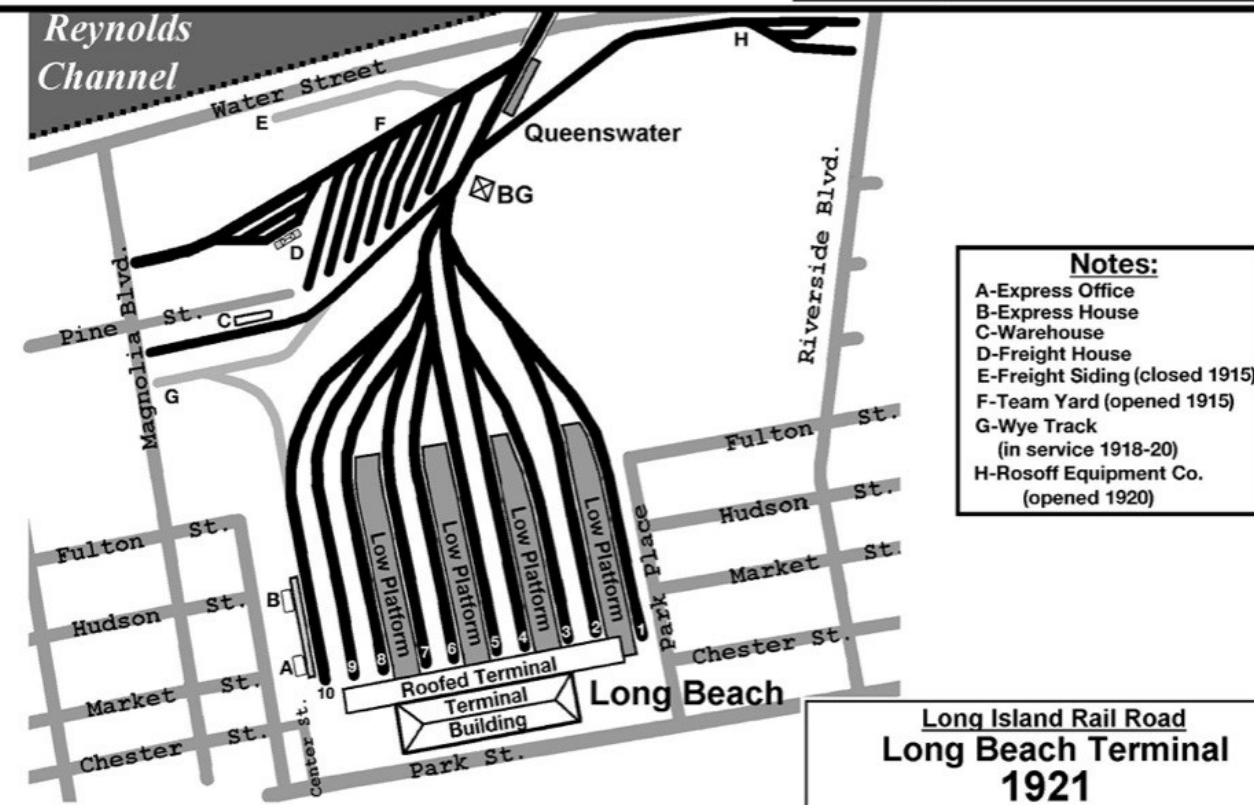 Reynolds
Channel
Water Street
H
E
F
Queenswater
BG
Riverside Blvd.
D
Magnolia Blvd.
Pine St.
C
G
Notes:
A-Express Office
B-Express House
C-Warehouse
D-Freight House
E-Freight Siding (closed 1915)
F-Team Yard (opened 1915)
G-Wye Track
(in service 1918-20)
H-Rosoff Equipment Co.
(opened 1920)
Fulton St.
Hudson St.
Market St.
Chester St.
Park Place
Fulton St.
Hudson St.
Market St.
Chester St.
Center St.
B
A
Low Platform
Low Platform
Low Platform
Low Platform
10
9
8
7
6
5
4
3
2
1
Roofed Terminal
Terminal
Building
Long Beach
Park St.
Long Island Rail Road
Long Beach Terminal
1921